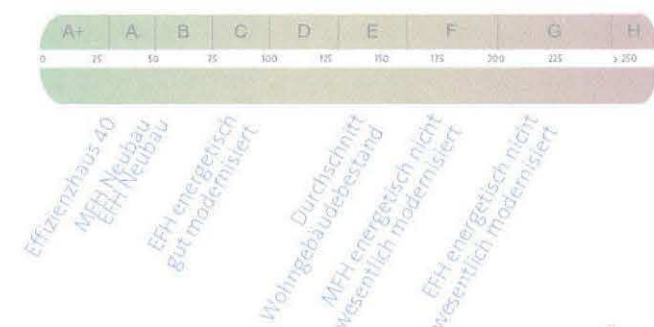 A+ A B C D E F G H
0 25 50 75 100 125 150 175 200 225 > 250
Effizienzhaus 40
MFH Neubau
EFH Neubau
EFH energetisch
gut modernisiert
Durchschnitt
Wohngebäudebestand
MFH energetisch nicht
wesentlich modernisiert
EFH energetisch nicht
wesentlich modernisiert